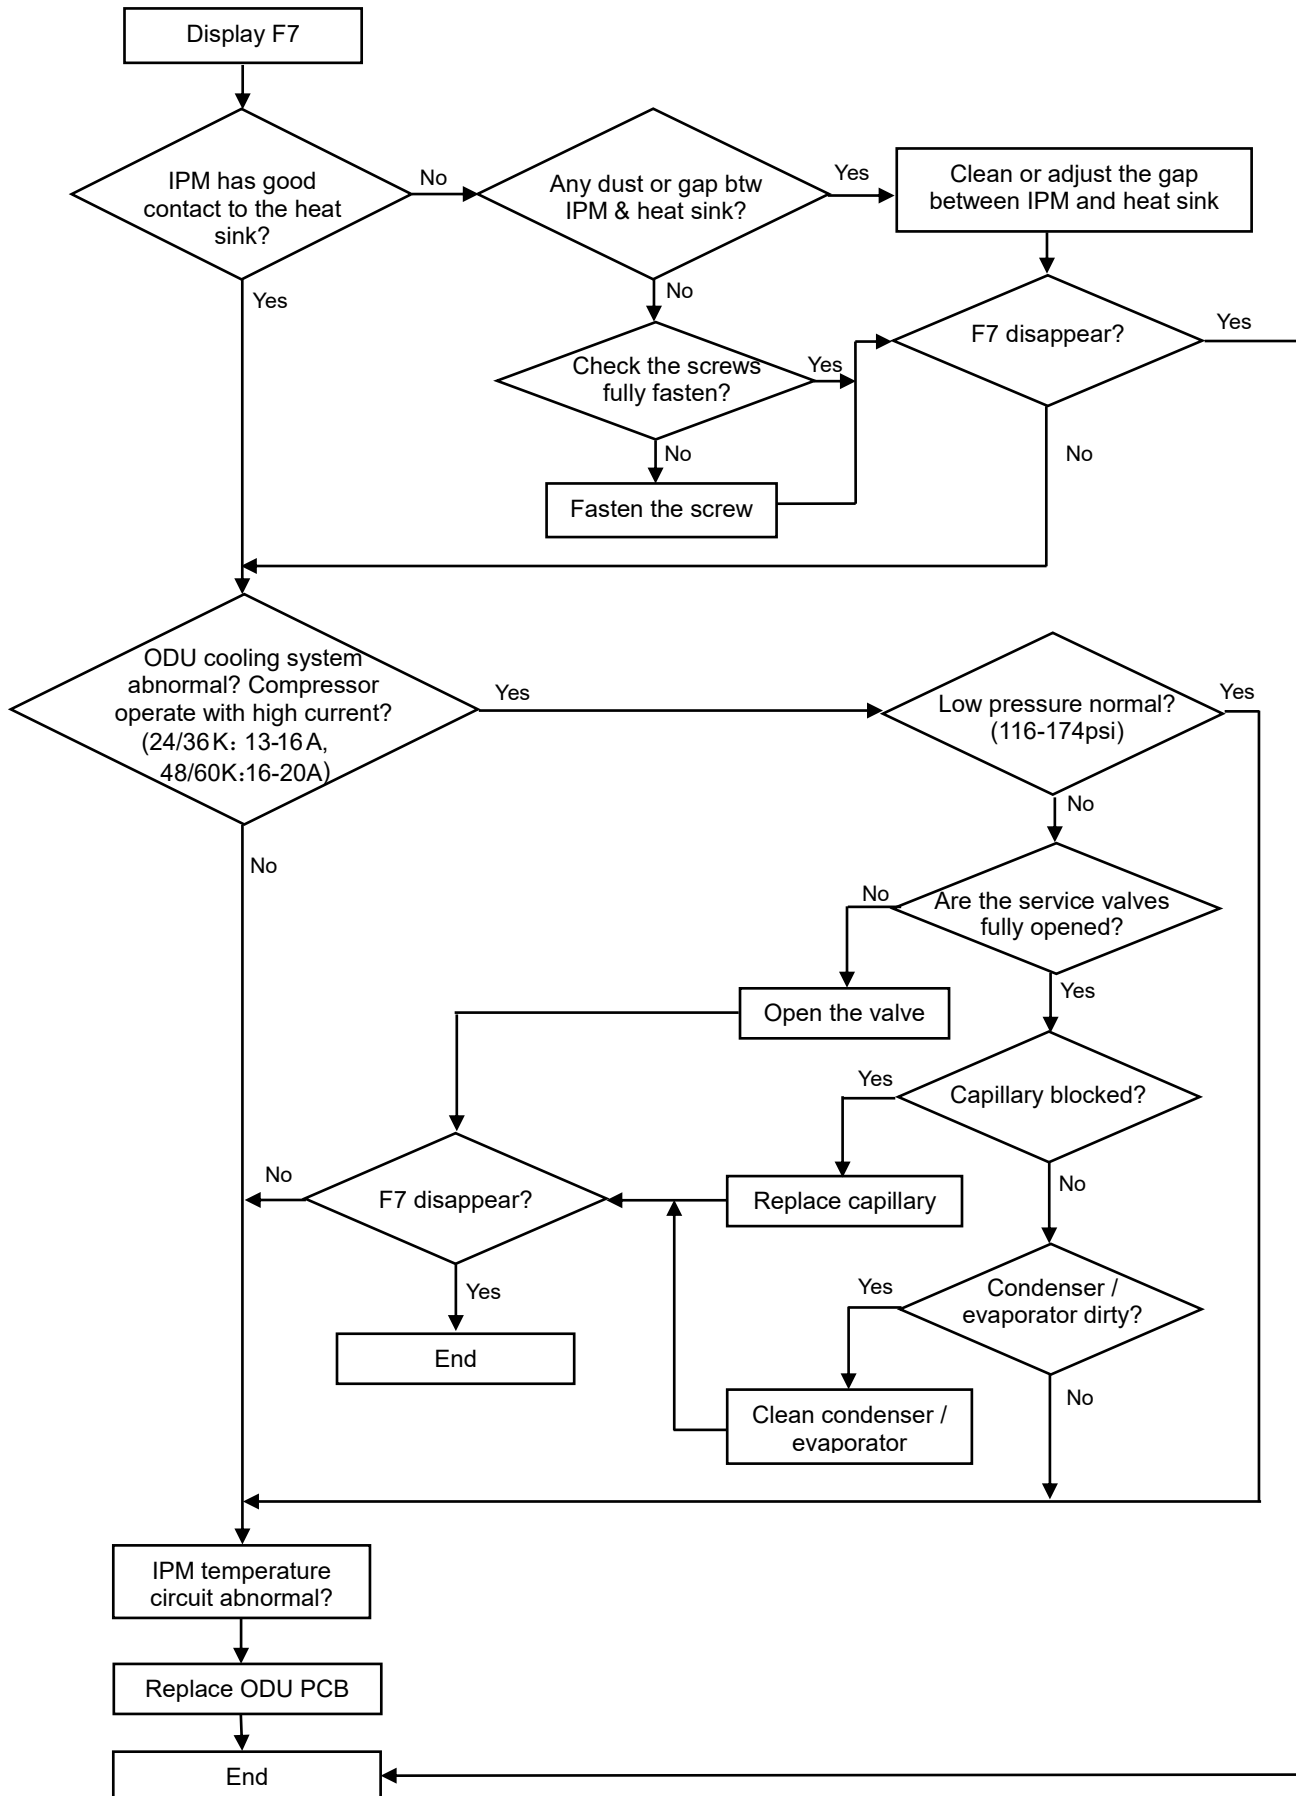 Display F7
IPM has good
contact to the heat
sink?
No
Any dust or gap btw
IPM & heat sink?
Yes
Clean or adjust the gap
between IPM and heat sink
Yes
No
Check the screws
fully fasten?
Yes
F7 disappear?
Yes
No
Fasten the screw
No
ODU cooling system
abnormal? Compressor
operate with high current?
(24/36K: 13-16A,
48/60K:16-20A)
Yes
Low pressure normal?
(116-174psi)
Yes
No
No
Are the service valves
fully opened?
No
Yes
Open the valve
Capillary blocked?
Yes
No
Replace capillary
F7 disappear?
No
Yes
End
Condenser /
evaporator dirty?
Yes
No
Clean condenser /
evaporator
IPM temperature
circuit abnormal?
Replace ODU PCB
End